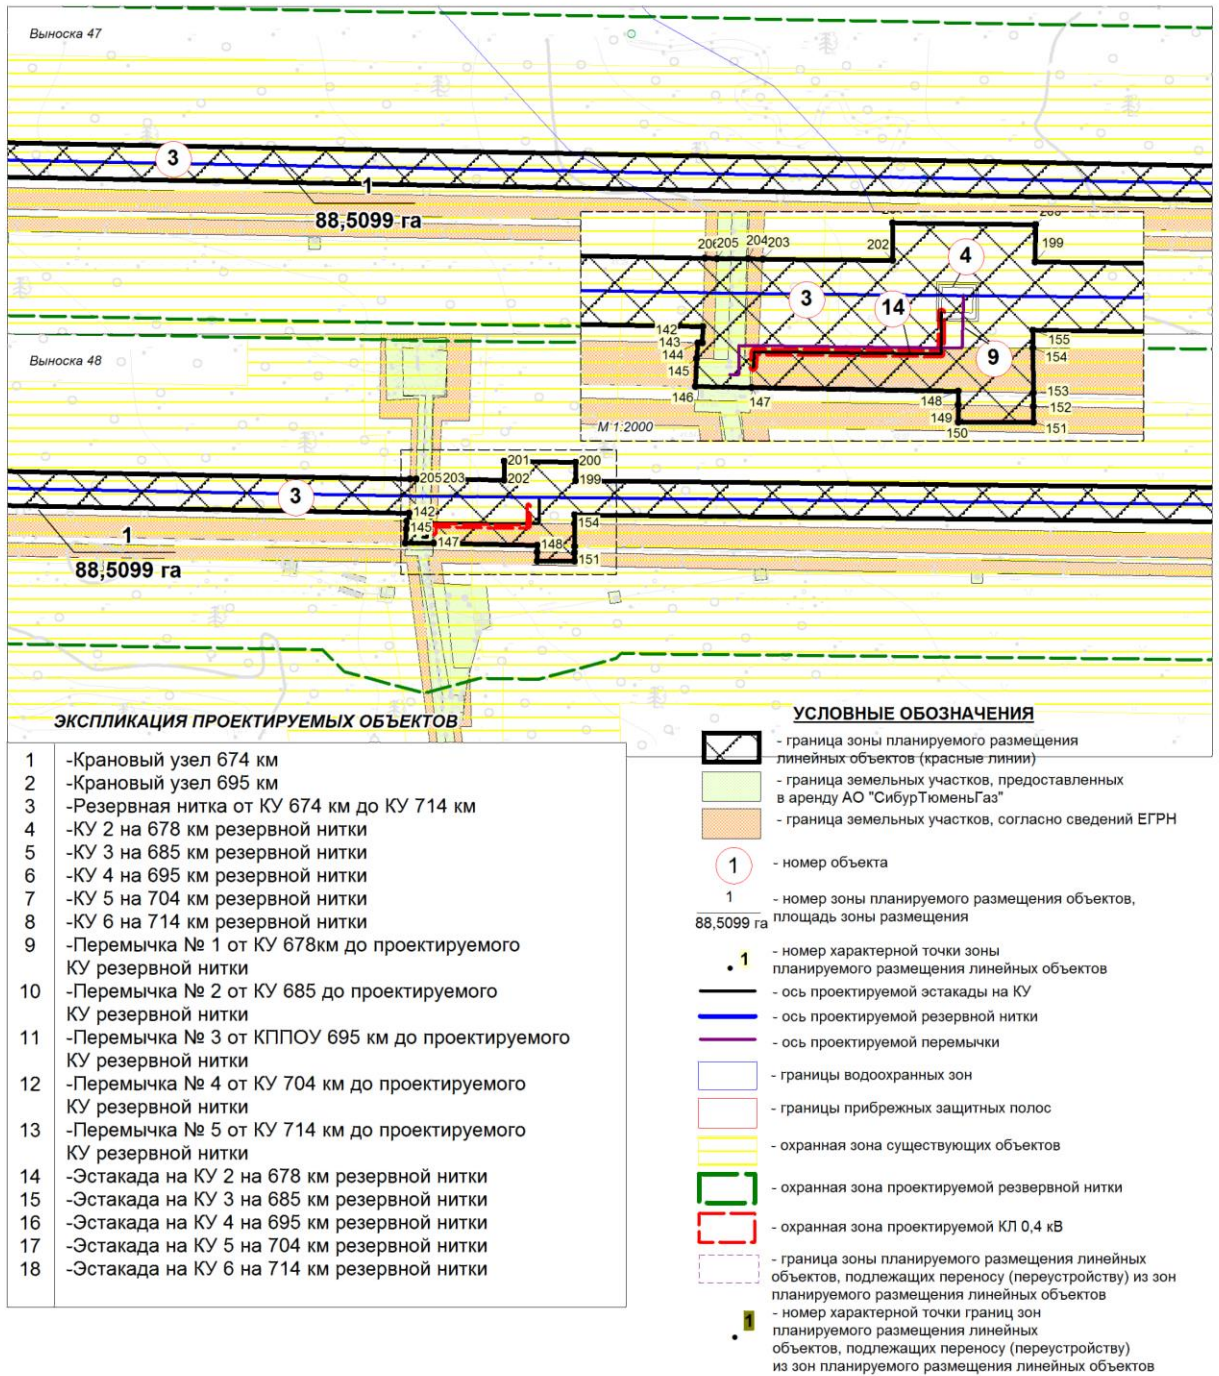 Выноска 47
3
1
88,5099 га
206
205
204
203
202
199
4
3
14
142
143
144
145
146
147
9
155
154
153
148
152
149
150
151
М 1:2000
Выноска 48
201
200
205
203
202
199
3
142
154
145
147
148
151
1
88,5099 га
ЭКСПЛИКАЦИЯ ПРОЕКТИРУЕМЫХ ОБЪЕКТОВ
1 -Крановый узел 674 км
2 -Крановый узел 695 км
3 -Резервная нитка от КУ 674 км до КУ 714 км
4 -КУ 2 на 678 км резервной нитки
5 -КУ 3 на 685 км резервной нитки
6 -КУ 4 на 695 км резервной нитки
7 -КУ 5 на 704 км резервной нитки
8 -КУ 6 на 714 км резервной нитки
9 -Перемычка № 1 от КУ 678км до проектируемого
КУ резервной нитки
10 -Перемычка № 2 от КУ 685 до проектируемого
КУ резервной нитки
11 -Перемычка № 3 от КППОУ 695 км до проектируемого
КУ резервной нитки
12 -Перемычка № 4 от КУ 704 км до проектируемого
КУ резервной нитки
13 -Перемычка № 5 от КУ 714 км до проектируемого
КУ резервной нитки
14 -Эстакада на КУ 2 на 678 км резервной нитки
15 -Эстакада на КУ 3 на 685 км резервной нитки
16 -Эстакада на КУ 4 на 695 км резервной нитки
17 -Эстакада на КУ 5 на 704 км резервной нитки
18 -Эстакада на КУ 6 на 714 км резервной нитки
УСЛОВНЫЕ ОБОЗНАЧЕНИЯ
- граница зоны планируемого размещения
линейных объектов (красные линии)
- граница земельных участков, предоставленных
в аренду АО "СибурТюменьГаз"
- граница земельных участков, согласно сведений ЕГРН
1 - номер объекта
1 - номер зоны планируемого размещения объектов,
88,5099 га площадь зоны размещения
1 - номер характерной точки зоны
планируемого размещения линейных объектов
- ось проектируемой эстакады на КУ
- ось проектируемой резервной нитки
- ось проектируемой перемычки
- границы водоохранных зон
- границы прибрежных защитных полос
- охранная зона существующих объектов
- охранная зона проектируемой резвервной нитки
- охранная зона проектируемой КЛ 0,4 кВ
- граница зоны планируемого размещения линейных
объектов, подлежащих переносу (переустройству) из зон
планируемого размещения линейных объектов
1 - номер характерной точки границ зон
планируемого размещения линейных
объектов, подлежащих переносу (переустройству)
из зон планируемого размещения линейных объектов